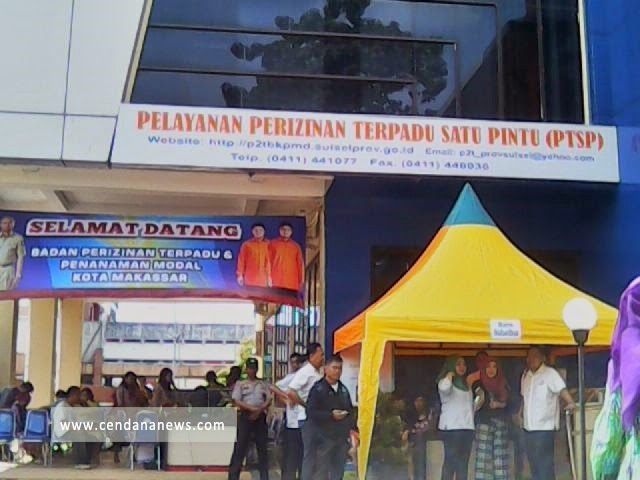 PELAYANAN PERIZINAN TERPADU SATU PINTU (PTSP)
Website: http://p2tbkpmd.sulselprov.go.id Email: p2t_provsulsel@yahoo.com
Telp. (0411) 441077 Fax. (0411) 448936
SELAMAT DATANG
BADAN PERIZINAN TERPADU &
PENANAMAN MODAL
KOTA MAKASSAR
www.cendananews.com